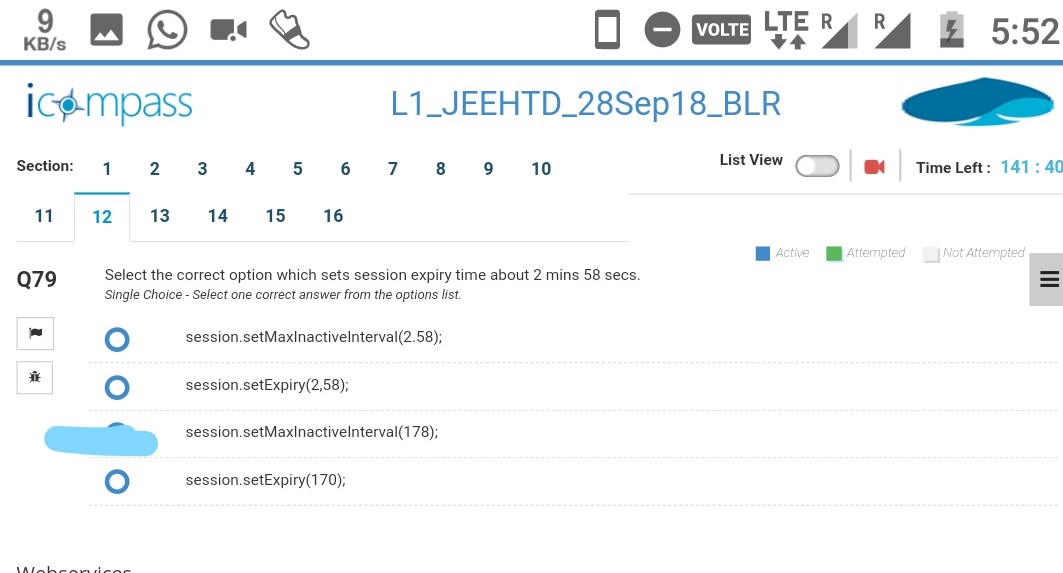 9
KB/s
VOLTE
LTE
R
R
5:52
icompass
L1_JEEHTD_28Sep18_BLR
Section: 1 2 3 4 5 6 7 8 9 10
List View
Time Left : 141 : 40
11 12 13 14 15 16
Active Attempted Not Attempted
Q79
Select the correct option which sets session expiry time about 2 mins 58 secs.
Single Choice - Select one correct answer from the options list.
session.setMaxInactiveInterval(2.58);
session.setExpiry(2,58);
session.setMaxInactiveInterval(178);
session.setExpiry(170);
Webservices